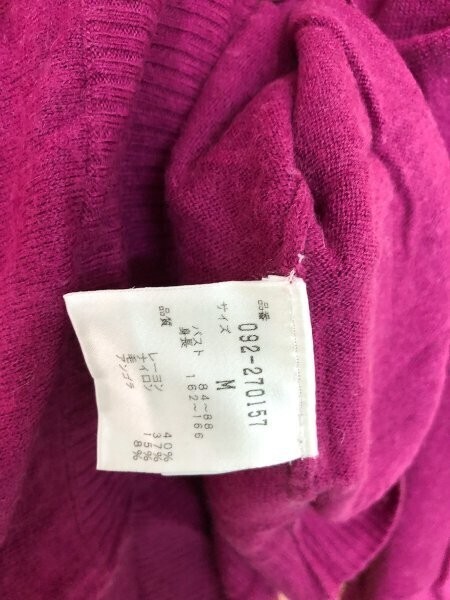 品番 092-270157
サイズ M
バスト 84~88
身長 162~166
品質
レーヨン 40%
ナイロン 37%
毛 15%
アンゴラ 8%